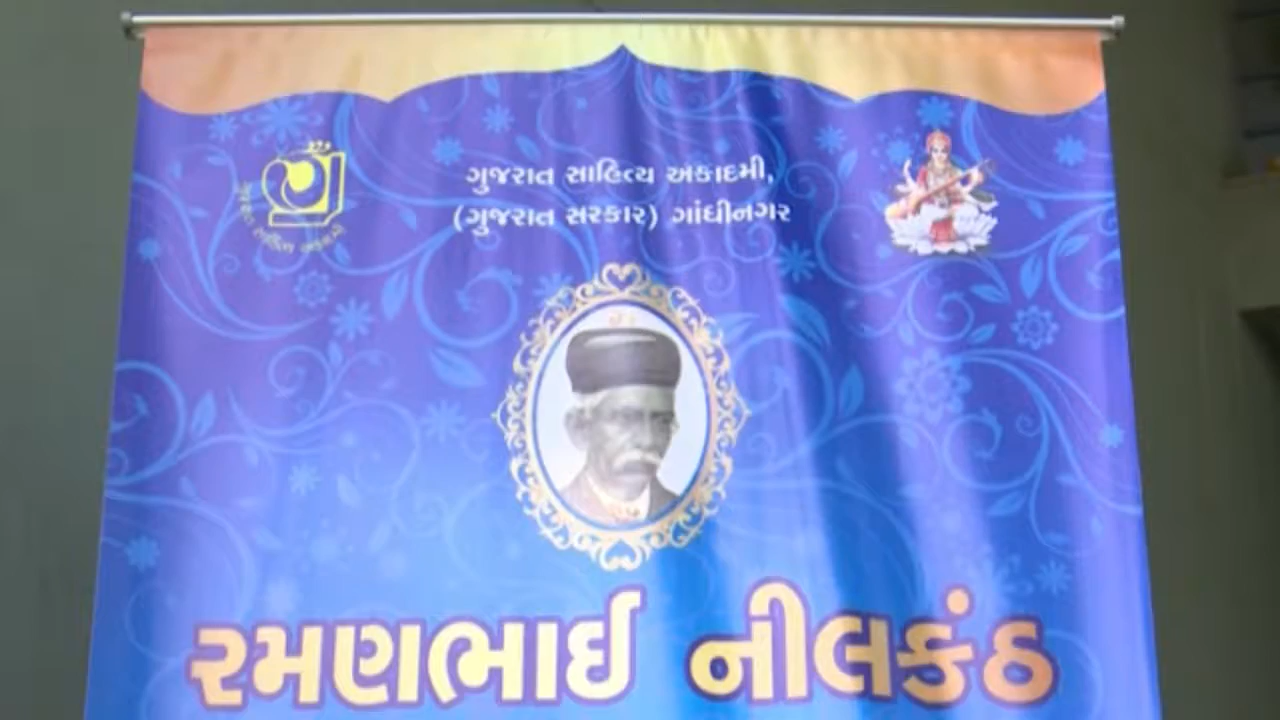 ગુજરાત સાહિત્ય અકાદમી,
(ગુજરાત સરકાર) ગાંધીનગર
રમણભાઈ નીલકંઠ